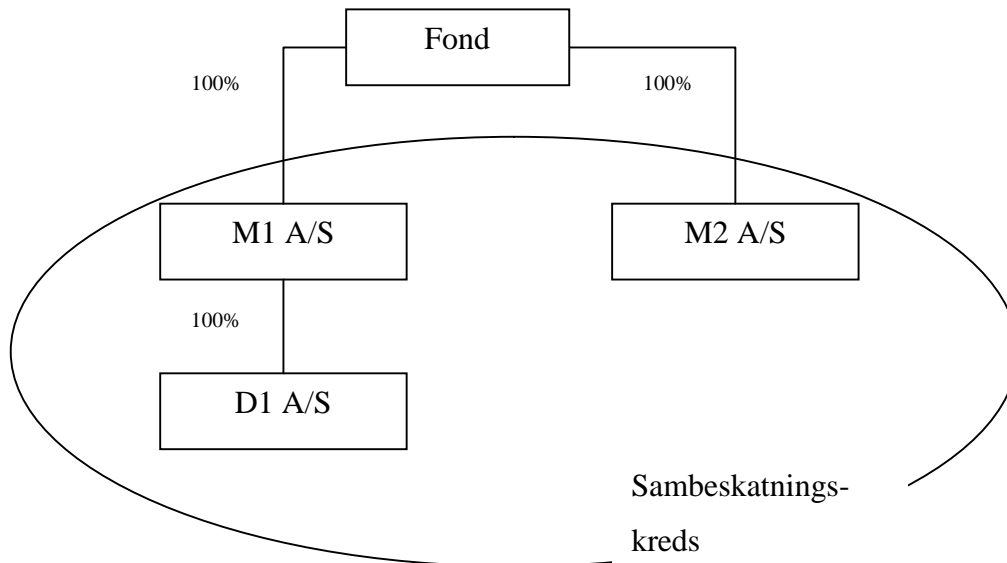 Fond
100%
100%
M1 A/S
M2 A/S
100%
D1 A/S
Sambeskatnings-
kreds